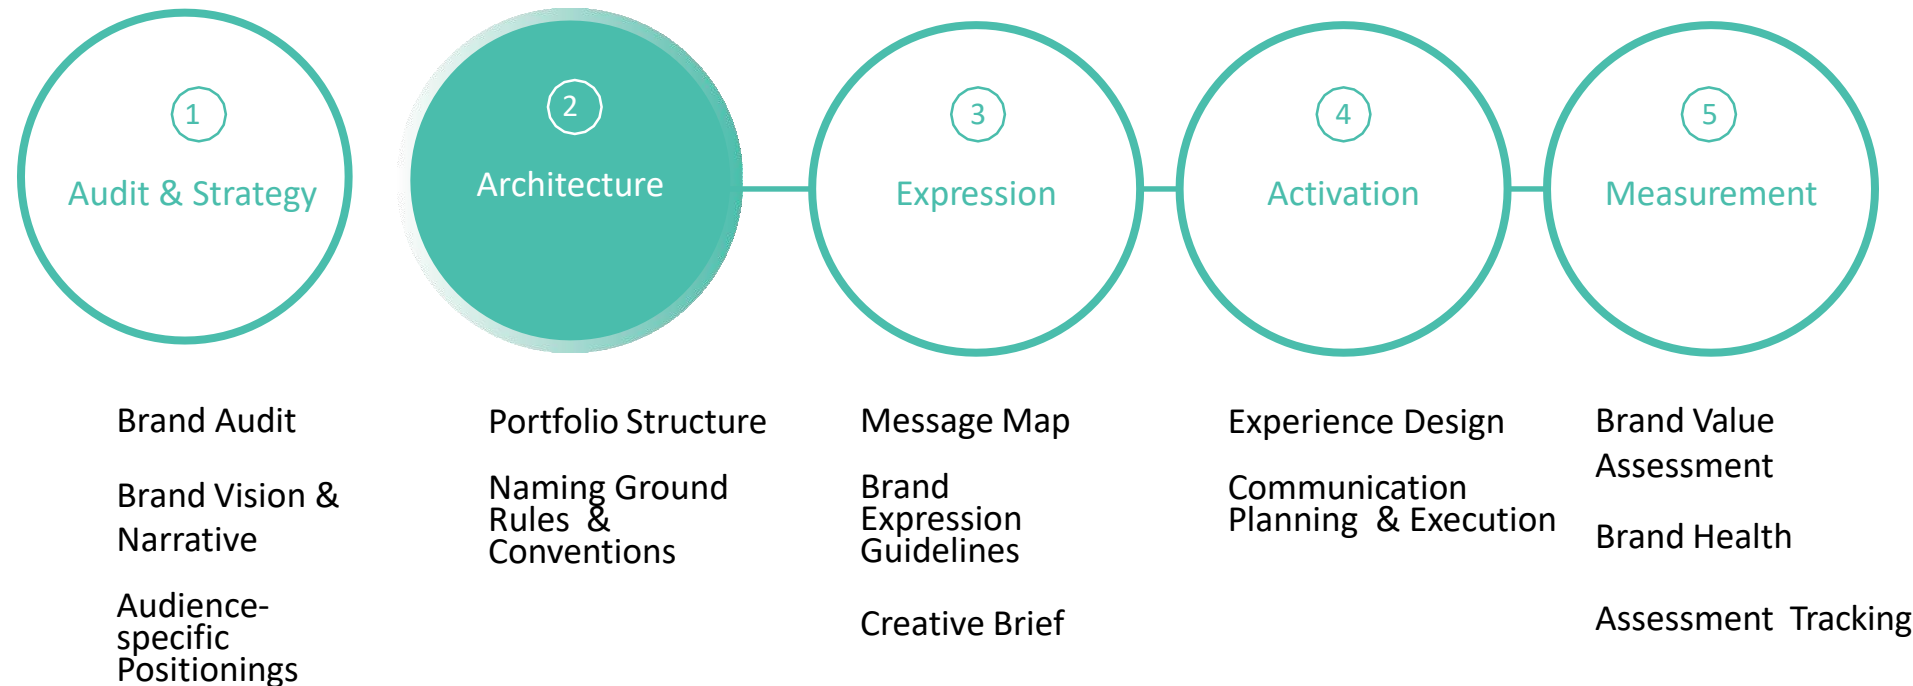 1
Audit & Strategy
2
Architecture
3
Expression
4
Activation
5
Measurement
Brand Audit
Brand Vision &
Narrative
Audience-
specific
Positionings
Portfolio Structure
Naming Ground
Rules &
Conventions
Message Map
Brand
Expression
Guidelines
Creative Brief
Experience Design
Communication
Planning & Execution
Brand Value
Assessment
Brand Health
Assessment Tracking